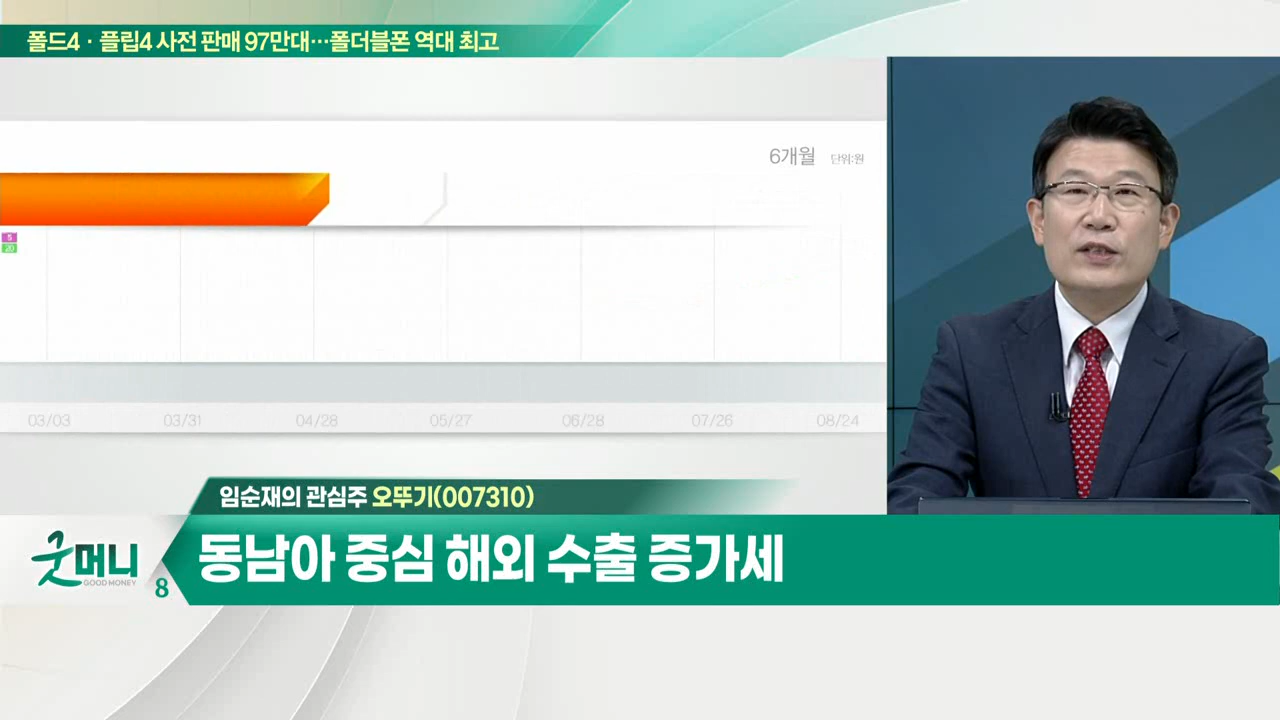 폴드4 · 플립4 사전 판매 97만대…폴더블폰 역대 최고
6개월 단위:원
5
20
03/03 03/31 04/28 05/27 06/28 07/26 08/24
임순재의 관심주 오뚜기(007310)
굿머니
GOOD MONEY
8
동남아 중심 해외 수출 증가세